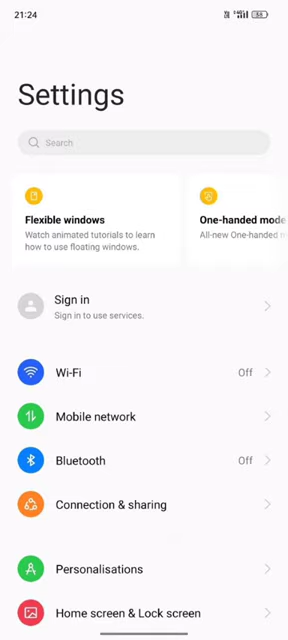 21:24
Settings
Search
Flexible windows
Watch animated tutorials to learn
how to use floating windows.
One-handed mode
All-new One-handed
Sign in
Sign in to use services.
Wi-Fi
Off
Mobile network
Bluetooth
Off
Connection & sharing
Personalisations
Home screen & Lock screen